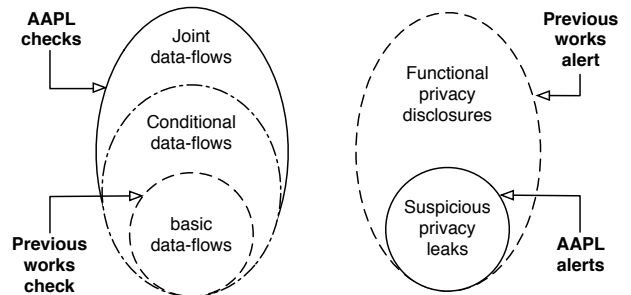 AAPL
checks
Joint
data-flows
Conditional
data-flows
basic
data-flows
Previous
works
check
Previous
works
alert
Functional
privacy
disclosures
Suspicious
privacy
leaks
AAPL
alerts